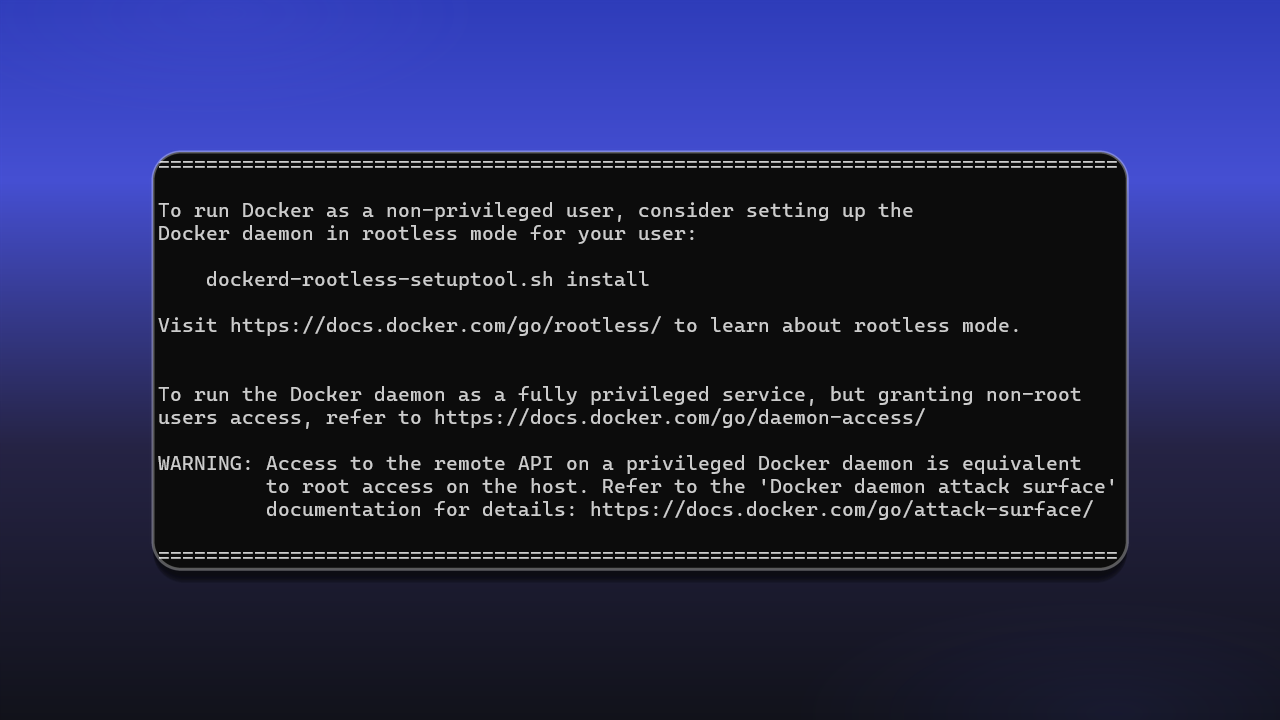 ================================================================================
To run Docker as a non-privileged user, consider setting up the
Docker daemon in rootless mode for your user:
    dockerd-rootless-setuptool.sh install
Visit https://docs.docker.com/go/rootless/ to learn about rootless mode.
To run the Docker daemon as a fully privileged service, but granting non-root
users access, refer to https://docs.docker.com/go/daemon-access/
WARNING: Access to the remote API on a privileged Docker daemon is equivalent
         to root access on the host. Refer to the 'Docker daemon attack surface'
         documentation for details: https://docs.docker.com/go/attack-surface/
================================================================================